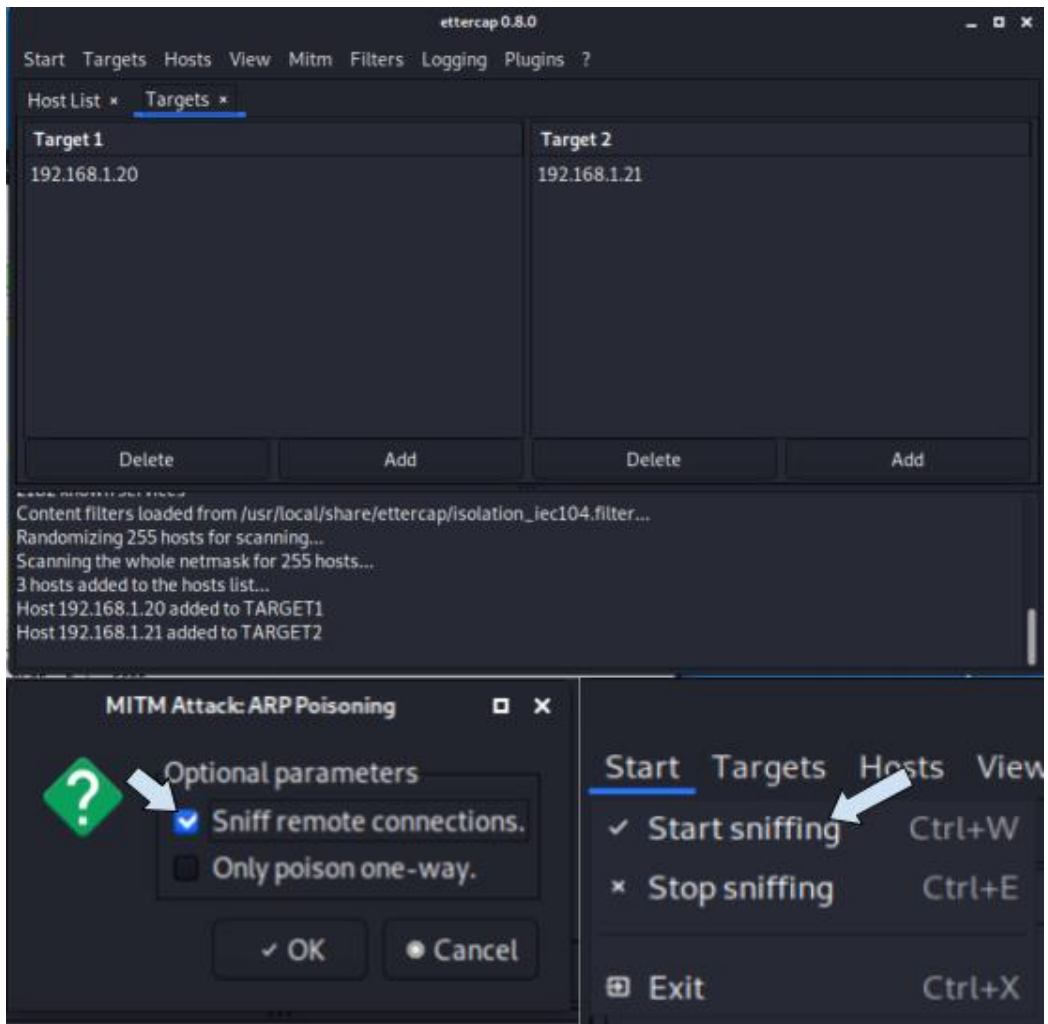 ettercap 0.8.0
Start Targets Hosts View Mitm Filters Logging Plugins ?
Host List × Targets ×
Target 1 Target 2
192.168.1.20 192.168.1.21
Delete Add Delete Add
2182 known services
Content filters loaded from /usr/local/share/ettercap/isolation_iec104.filter...
Randomizing 255 hosts for scanning...
Scanning the whole netmask for 255 hosts...
3 hosts added to the hosts list...
Host 192.168.1.20 added to TARGET1
Host 192.168.1.21 added to TARGET2
MITM Attack: ARP Poisoning
Optional parameters
Sniff remote connections.
Only poison one-way.
OK Cancel
Start Targets Hosts View
Start sniffing Ctrl+W
Stop sniffing Ctrl+E
Exit Ctrl+X